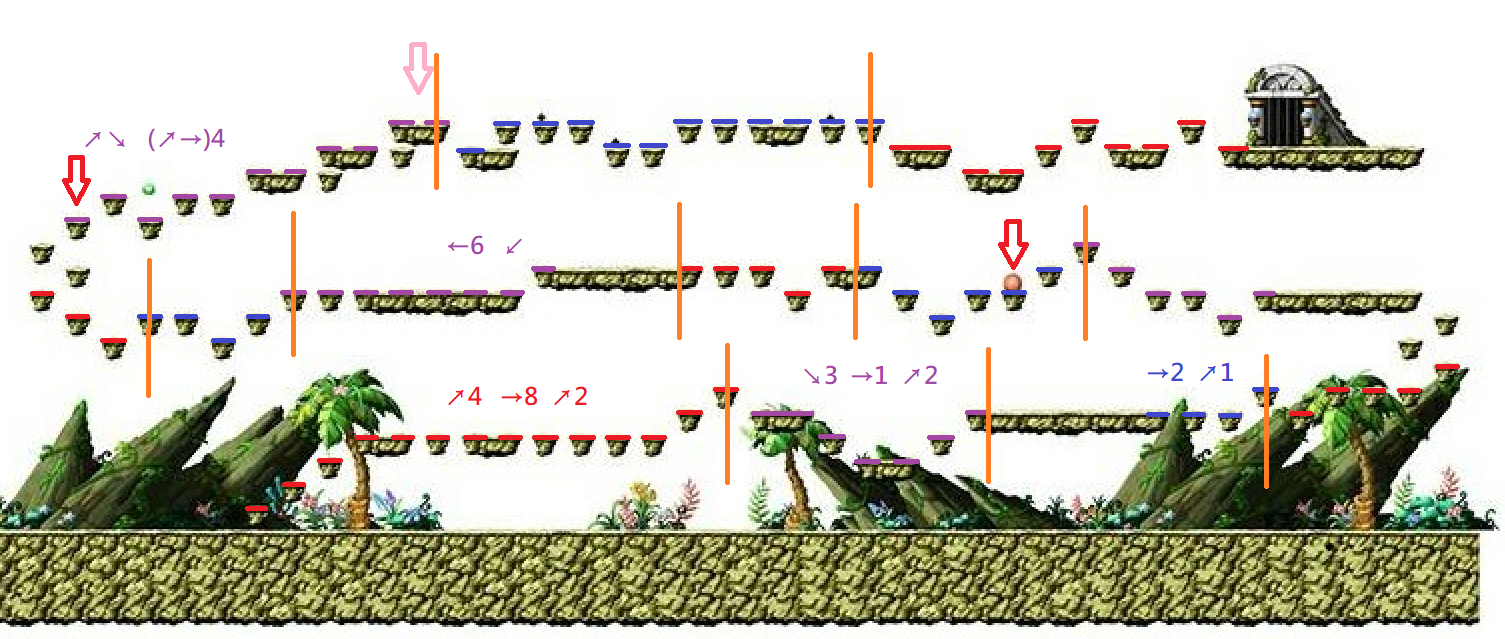 ↗↘ (↗→)4
←6 ↙
↘3 →1 ↗2
→2 ↗1
↗4 →8 ↗2